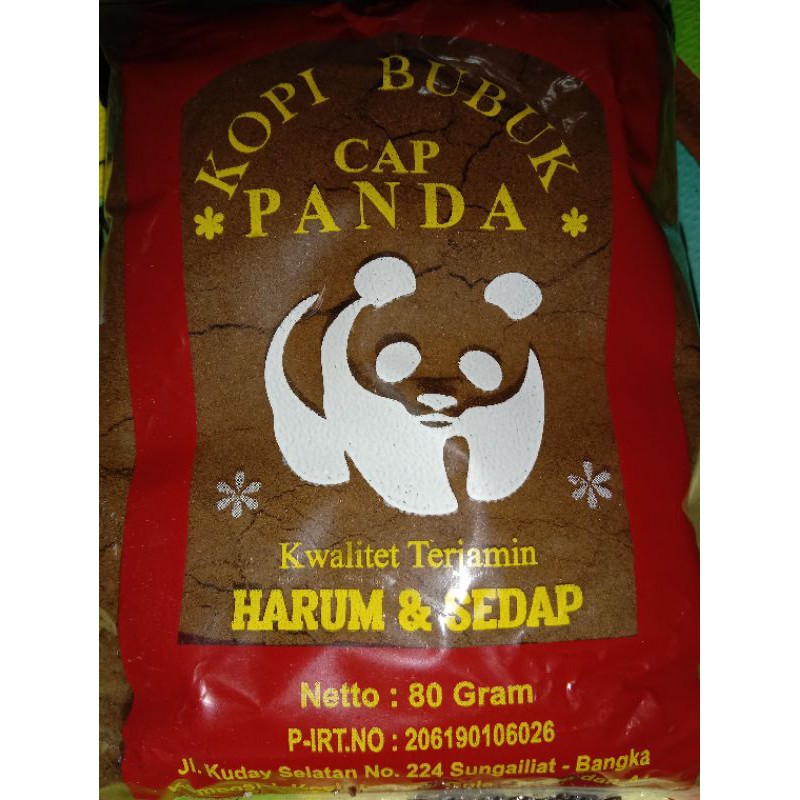 KOPI BUBUK
CAP
PANDA
Kwalitet Terjamin
HARUM & SEDAP
Netto : 80 Gram
P-IRT.NO : 206190106026
Jl. Kuday Selatan No. 224 Sungailiat - Bangka